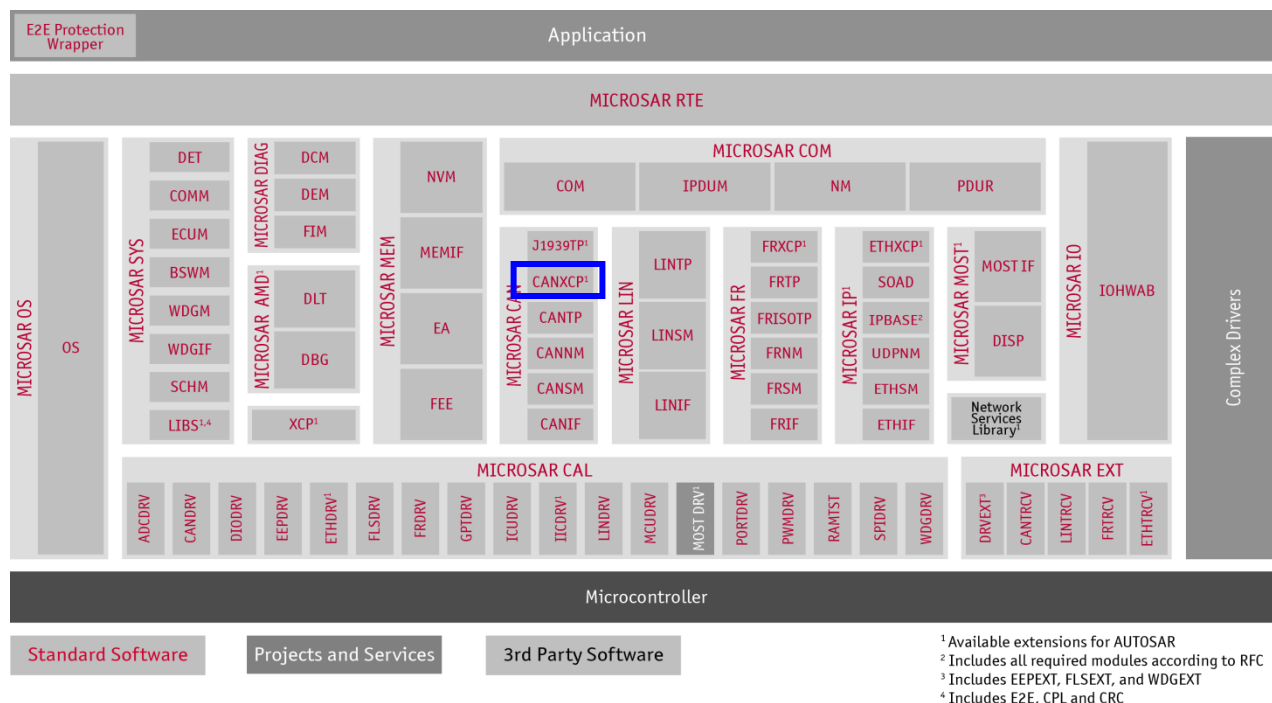 E2E Protection
Wrapper
Application
MICROSAR RTE
MICROSAR OS
OS
MICROSAR SYS
DET
COMM
ECUM
BSWM
WDGM
WDGIF
SCHM
LIBS1,4
MICROSAR DIAG
DCM
DEM
FIM
MICROSAR AMD1
DLT
DBG
XCP1
MICROSAR MEM
NVM
MEMIF
EA
FEE
MICROSAR COM
COM
IPDUM
NM
PDUR
MICROSAR CAN
J1939TP1
CANXCP1
CANTP
CANNM
CANSM
CANIF
MICROSAR LIN
LINTP
LINSM
LINIF
MICROSAR FR
FRXCP1
FRTP
FRISOTP
FRNM
FRSM
FRIF
MICROSAR IP1
ETHXCP1
SOAD
IPBASE2
UDPNM
ETHSM
ETHIF
MICROSAR MOST1
MOST IF
DISP
Network
Services
Library1
MICROSAR IO
IOHWAB
Complex Drivers
MICROSAR CAL
ADCDRV
CANDRV
DIODRV
EEPDRV
ETHDRV1
FLSDRV
FRDRV
GPTDRV
ICUDRV
IICDRV1
LINDRV
MCUDRV
MOST DRV1
PORTDRV
PWMDRV
RAMTST
SPIDRV
WDGDRV
MICROSAR EXT
DRVEXT3
CANTRCV
LINTRCV
FRTRCV
ETHTRCV1
Microcontroller
Standard Software
Projects and Services
3rd Party Software
1 Available extensions for AUTOSAR
2 Includes all required modules according to RFC
3 Includes EEPEXT, FLSEXT, and WDGEXT
4 Includes E2E, CPL and CRC